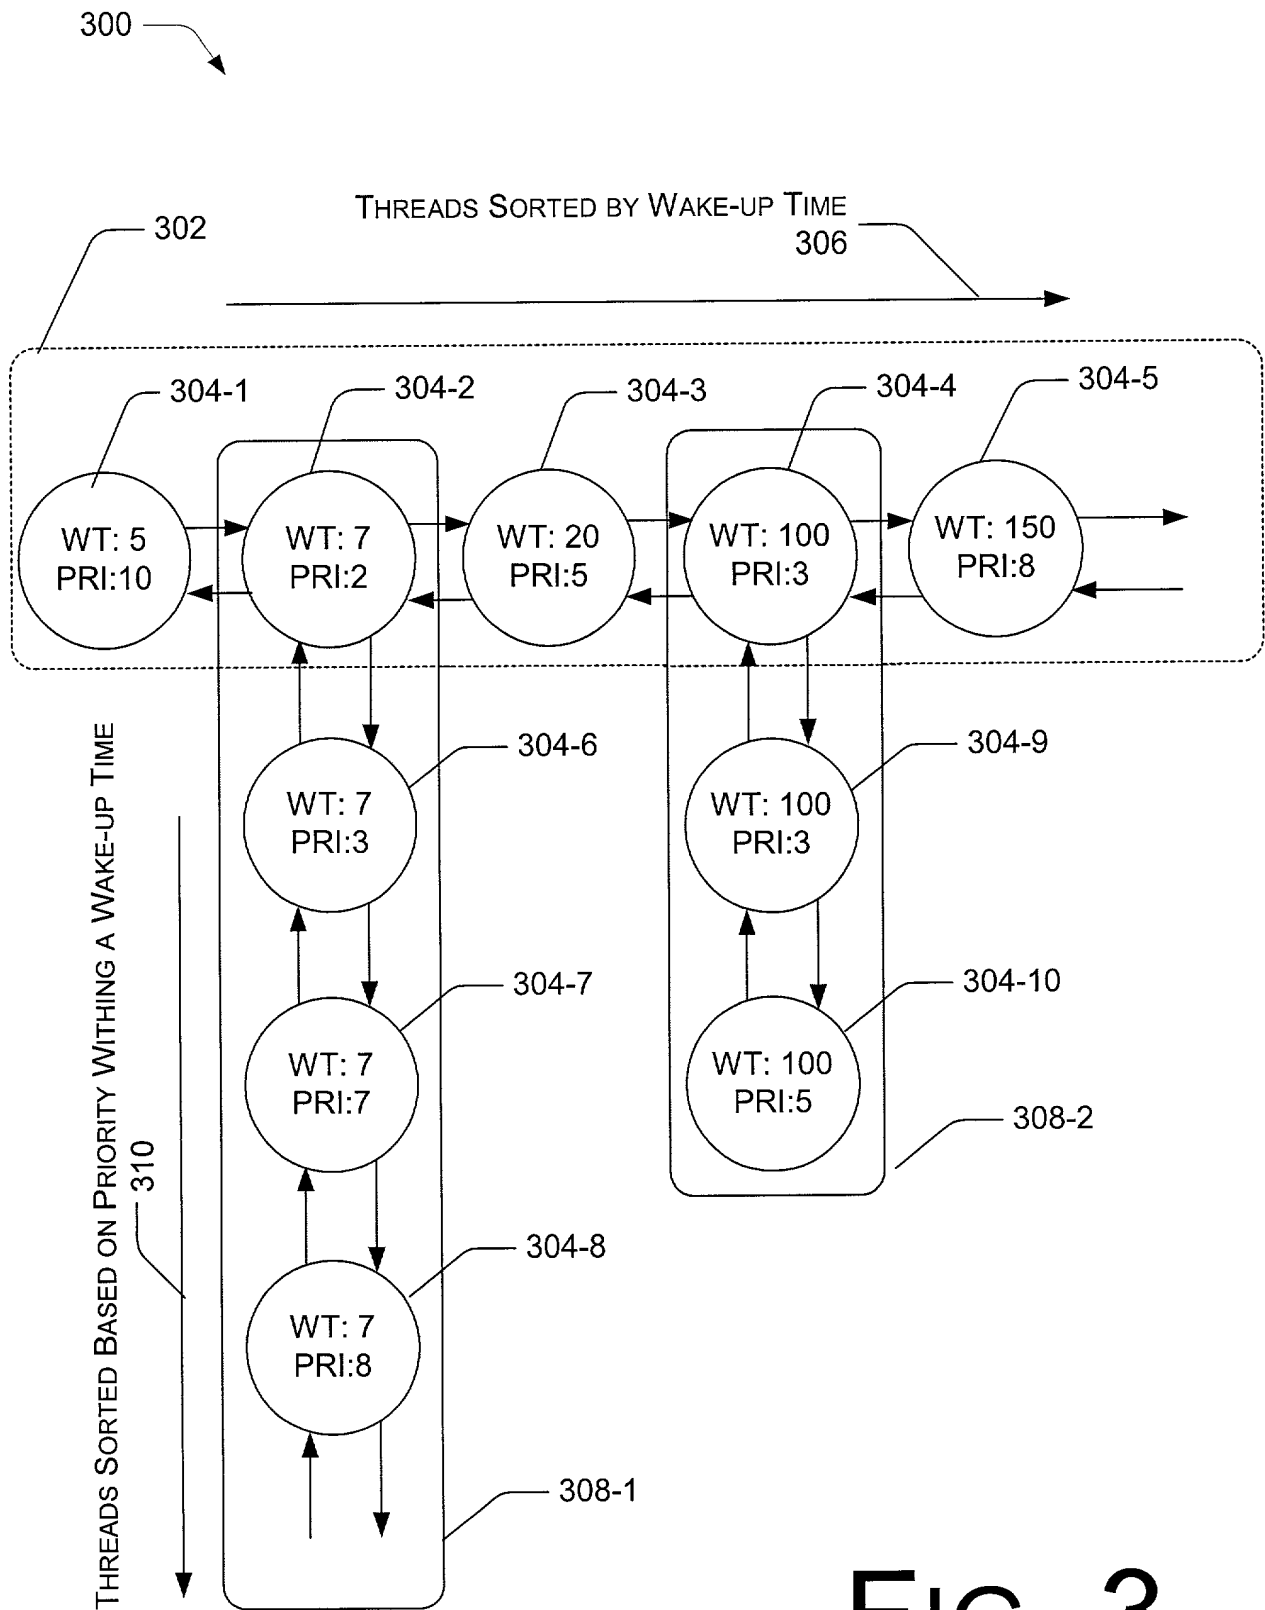 300
THREADS SORTED BY WAKE-UP TIME
306
302
304-1
304-2
304-3
304-4
304-5
WT: 5
PRI:10
WT: 7
PRI:2
WT: 20
PRI:5
WT: 100
PRI:3
WT: 150
PRI:8
THREADS SORTED BASED ON PRIORITY WITHING A WAKE-UP TIME
310
304-6
WT: 7
PRI:3
304-9
WT: 100
PRI:3
304-7
WT: 7
PRI:7
304-10
WT: 100
PRI:5
308-2
304-8
WT: 7
PRI:8
308-1
FIG. 3